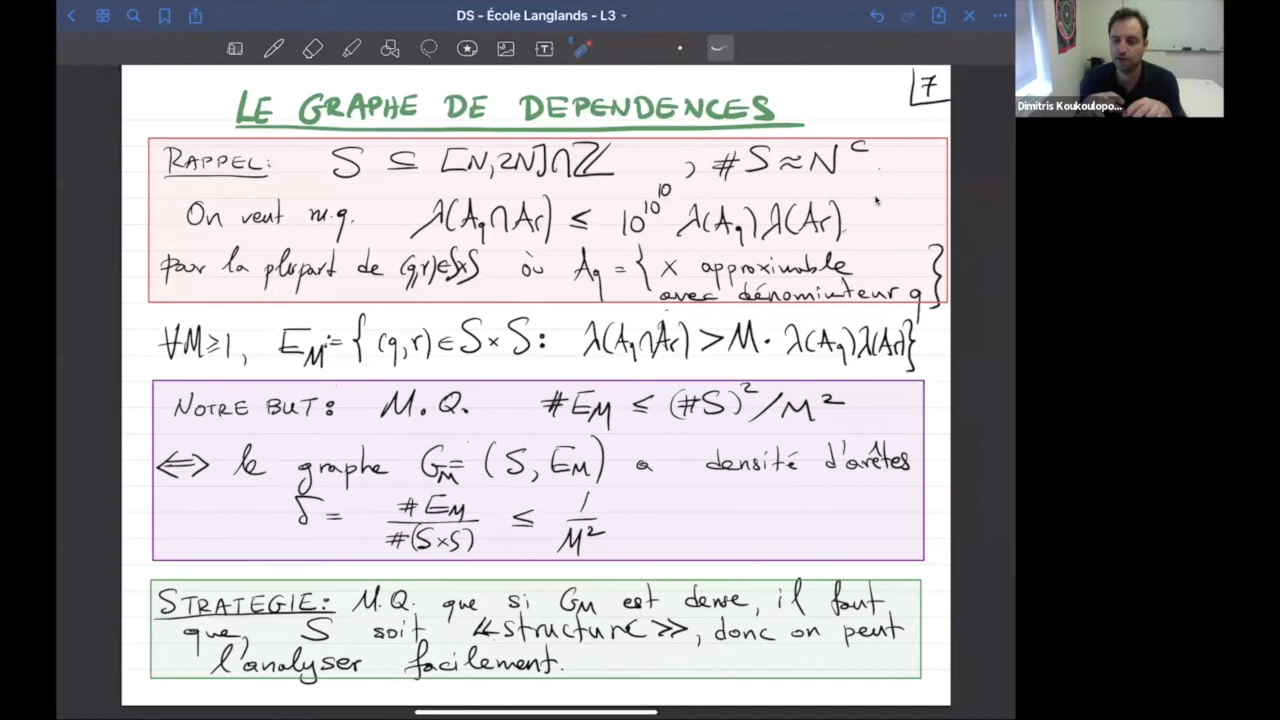 DS - École Langlands - L3
Dimitris Koukoulopo...
7
LE GRAPHE DE DEPENDENCES
RAPPEL: S ⊆ [N, 2N] ∩ ℤ , #S ≈ N^c.
On veut m.q. λ(A_q ∩ A_r) ≤ 10^{10^{10}} λ(A_q) λ(A_r).
pour la plupart de (q,r) ∈ S×S où A_q = { x approximable
avec dénominateur q }
∀M ≥ 1, E_M := { (q,r) ∈ S × S : λ(A_q ∩ A_r) > M · λ(A_q) λ(A_r) }
NOTRE BUT: M.Q. #E_M ≤ (#S)^2 / M^2
⟺ le graphe G_M = (S, E_M) a densité d'arêtes
δ = #E_M / #(S×S) ≤ 1 / M^2
STRATEGIE: M.Q. que si G_M est dense, il faut
que, S soit «structuré», donc on peut
l'analyser facilement.